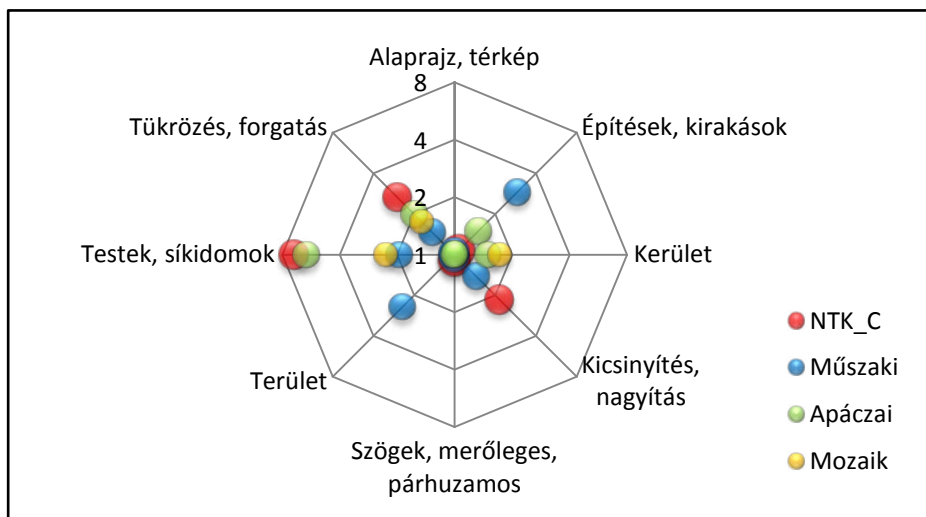 Alaprajz, térkép
8
Tükrözés, forgatás
Építések, kirakások
4
2
Testek, síkidomok
1
Kerület
NTK_C
Műszaki
Kicsinyítés,
nagyítás
Terület
Apáczai
Szögek, merőleges,
párhuzamos
Mozaik